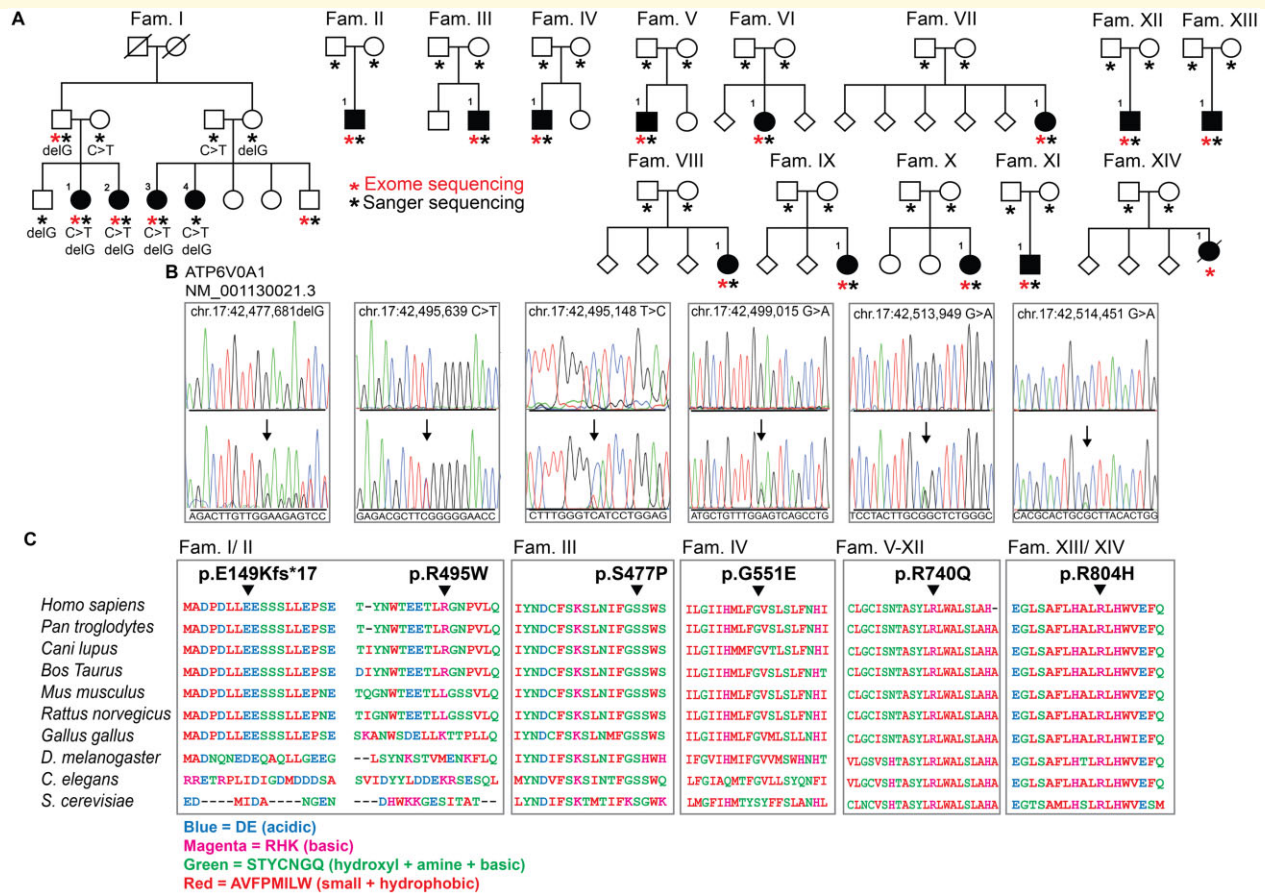 A
Fam. I
Fam. II
Fam. III
Fam. IV
Fam. V
Fam. VI
Fam. VII
Fam. XII
Fam. XIII
* * * * * * * * * * * * * * * *
1 1 1 1 1 1 1 1
** * *
delG C>T
C>T delG
** ** ** ** ** ** ** **
Fam. VIII
Fam. IX
Fam. X
Fam. XI
Fam. XIV
* Exome sequencing
* Sanger sequencing
1 2 3 4
* ** ** ** * **
delG C>T C>T C>T C>T
delG delG delG delG
* * * * * * * * * *
1 1 1 1 1
** ** ** ** *
B
ATP6V0A1
NM_001130021.3
chr.17:42,477,681delG
chr.17:42,495,639 C>T
chr.17:42,495,148 T>C
chr.17:42,499,015 G>A
chr.17:42,513,949 G>A
chr.17:42,514,451 G>A
AGACTTGTTGGAAGAGTCC
GAGACGCTTCGGGGGAACC
CTTTGGGTCATCCTGGAG
ATGCTGTTTGGAGTCAGCCTG
TCCTACTTGCGGCTCTGGGC
CACGCACTGCGCTTACACTGG
C
Fam. I/ II
Fam. III
Fam. IV
Fam. V-XII
Fam. XIII/ XIV
p.E149Kfs*17
p.R495W
p.S477P
p.G551E
p.R740Q
p.R804H
Homo sapiens MADPDLLEESSSLLEPSE T-YNWTEETLRGNPVLQ IYNDCFSKSLNIFGSSWS ILGIIHMLFGVSLSLFNHI CLGCISNTASYLRLWALSLAH- EGLSAFLHALRLHWVEFQ
Pan troglodytes MADPDLLEESSSLLEPSE T-YNWTEETLRGNPVLQ IYNDCFSKSLNIFGSSWS ILGIIHMLFGVSLSLFNHI CLGCISNTASYLRLWALSLAHA EGLSAFLHALRLHWVEFQ
Cani lupus MADPDLLEESSSLLEPSE TIYNWTEETLRGNPVLQ IYNDCFSKSLNIFGSSWS ILGIIHMMFGVTLSLFNHI CLGCISNTASYLRLWALSLAHA EGLSAFLHALRLHWVEFQ
Bos Taurus MADPDLLEESSSLLEPSE DIYNWTEETLRGNPVLQ IYNDCFSKSLNIFGSSWS ILGIIHMLFGVSLSLFNHT CLGCISNTASYLRLWALSLAHA EGLSAFLHALRLHWVEFQ
Mus musculus MADPDLLEESSSLLEPNE TQGNWTEETLLGSSVLQ IYNDCFSKSLNIFGSSWS ILGIIHMLFGVSLSLFNHI CLGCISNTASYLRLWALSLAHA EGLSAFLHALRLHWVEFQ
Rattus norvegicus MADPDLLEESSSLLEPNE TIGNWTEETLLGSSVLQ IYNDCFSKSLNIFGSSWS ILGIIHMLFGVSLSLFNHI CLGCISNTASYLRLWALSLAHA EGLSAFLHALRLHWVEFQ
Gallus gallus MADPDLLEESSSLLEPSE SKANWSDELLKTTPLLQ IYNDCFSKSLNMFGSSWS ILGIIHMLFGVMLSLLNHI CLGCISNTASYLRLWALSLAHA EGLSAFLHALRLHWIEFQ
D. melanogaster MADNQNEDEQAQLLGEEG --LSYNKSTVMENKFLQ IYNDIFSKSLNIFGSHWH IFGVIHMIFGVVMSWHNHT VLGSVSHTASYLRLWALSLAHA EGLSAFLHTLRLHWVEFQ
C. elegans RRETRPLIDIGDMDDDSA SVIDYYLDDEKRSESQL MYNDVFSKSINTFGSSWQ LFGIAQMTFGVLLSYQNFI VLGCVSHTASYLRLWALSLAHA EGLSAFLHALRLHWVEFQ
S. cerevisiae ED----MIDA---NGEN --DHWKKGESITAT-- LYNDIFSKTMTIFKSGWK LMGFIHMTYSYFFSLANHL CLNCVSHTASYLRLWALSLAHA EGTSAMLHSLRLHWVESM
Blue = DE (acidic)
Magenta = RHK (basic)
Green = STYCNGQ (hydroxyl + amine + basic)
Red = AVFPMILW (small + hydrophobic)